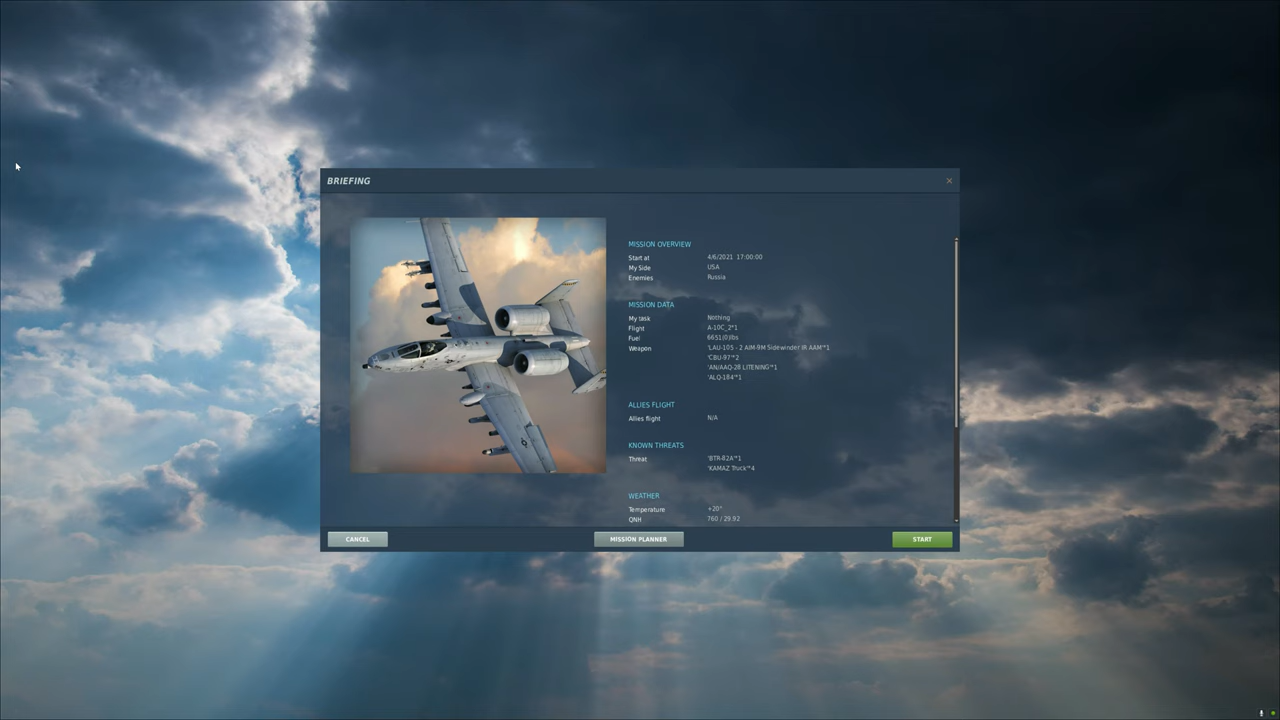 BRIEFING
MISSION OVERVIEW
Start at 4/6/2021 17:00:00
My Side USA
Enemies Russia
MISSION DATA
My task Nothing
Flight A-10C_2*1
Fuel 6651(0)lbs
Weapon 'LAU-105 - 2 AIM-9M Sidewinder IR AAM'*1
'CBU-97'*2
'AN/AAQ-28 LITENING'*1
'ALQ-184'*1
ALLIES FLIGHT
Allies flight N/A
KNOWN THREATS
Threat 'BTR-82A'*1
'KAMAZ Truck'*4
WEATHER
Temperature +20°
QNH 760 / 29.92
CANCEL
MISSION PLANNER
START